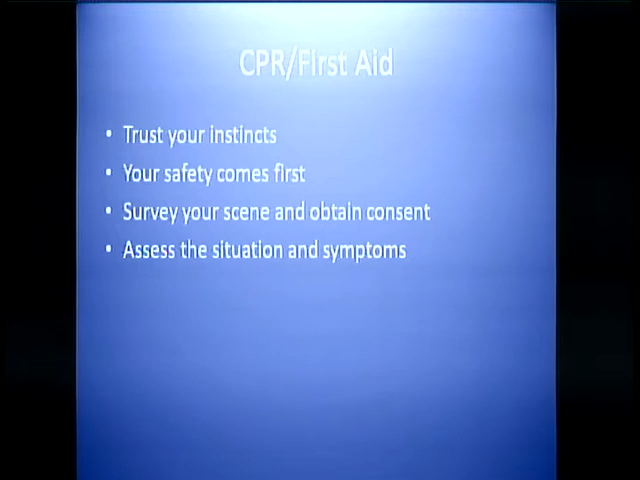 CPR/First Aid
• Trust your instincts
• Your safety comes first
• Survey your scene and obtain consent
• Assess the situation and symptoms